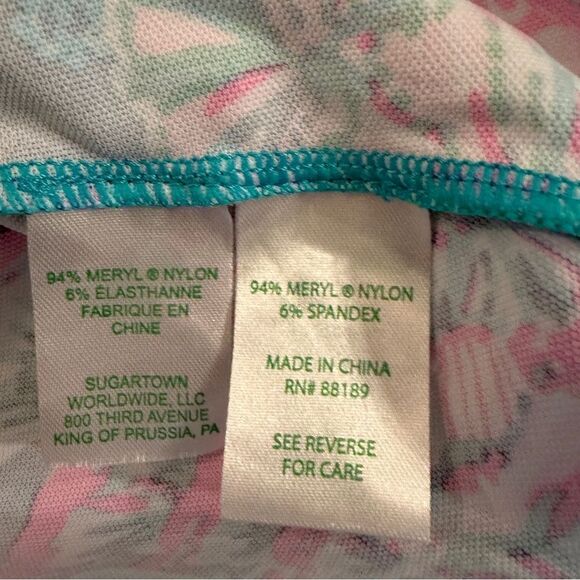 94% MERYL ® NYLON
6% ÉLASTHANNE
FABRIQUE EN
CHINE
SUGARTOWN
WORLDWIDE, LLC
800 THIRD AVENUE
KING OF PRUSSIA, PA
94% MERYL ® NYLON
6% SPANDEX
MADE IN CHINA
RN# 88189
SEE REVERSE
FOR CARE